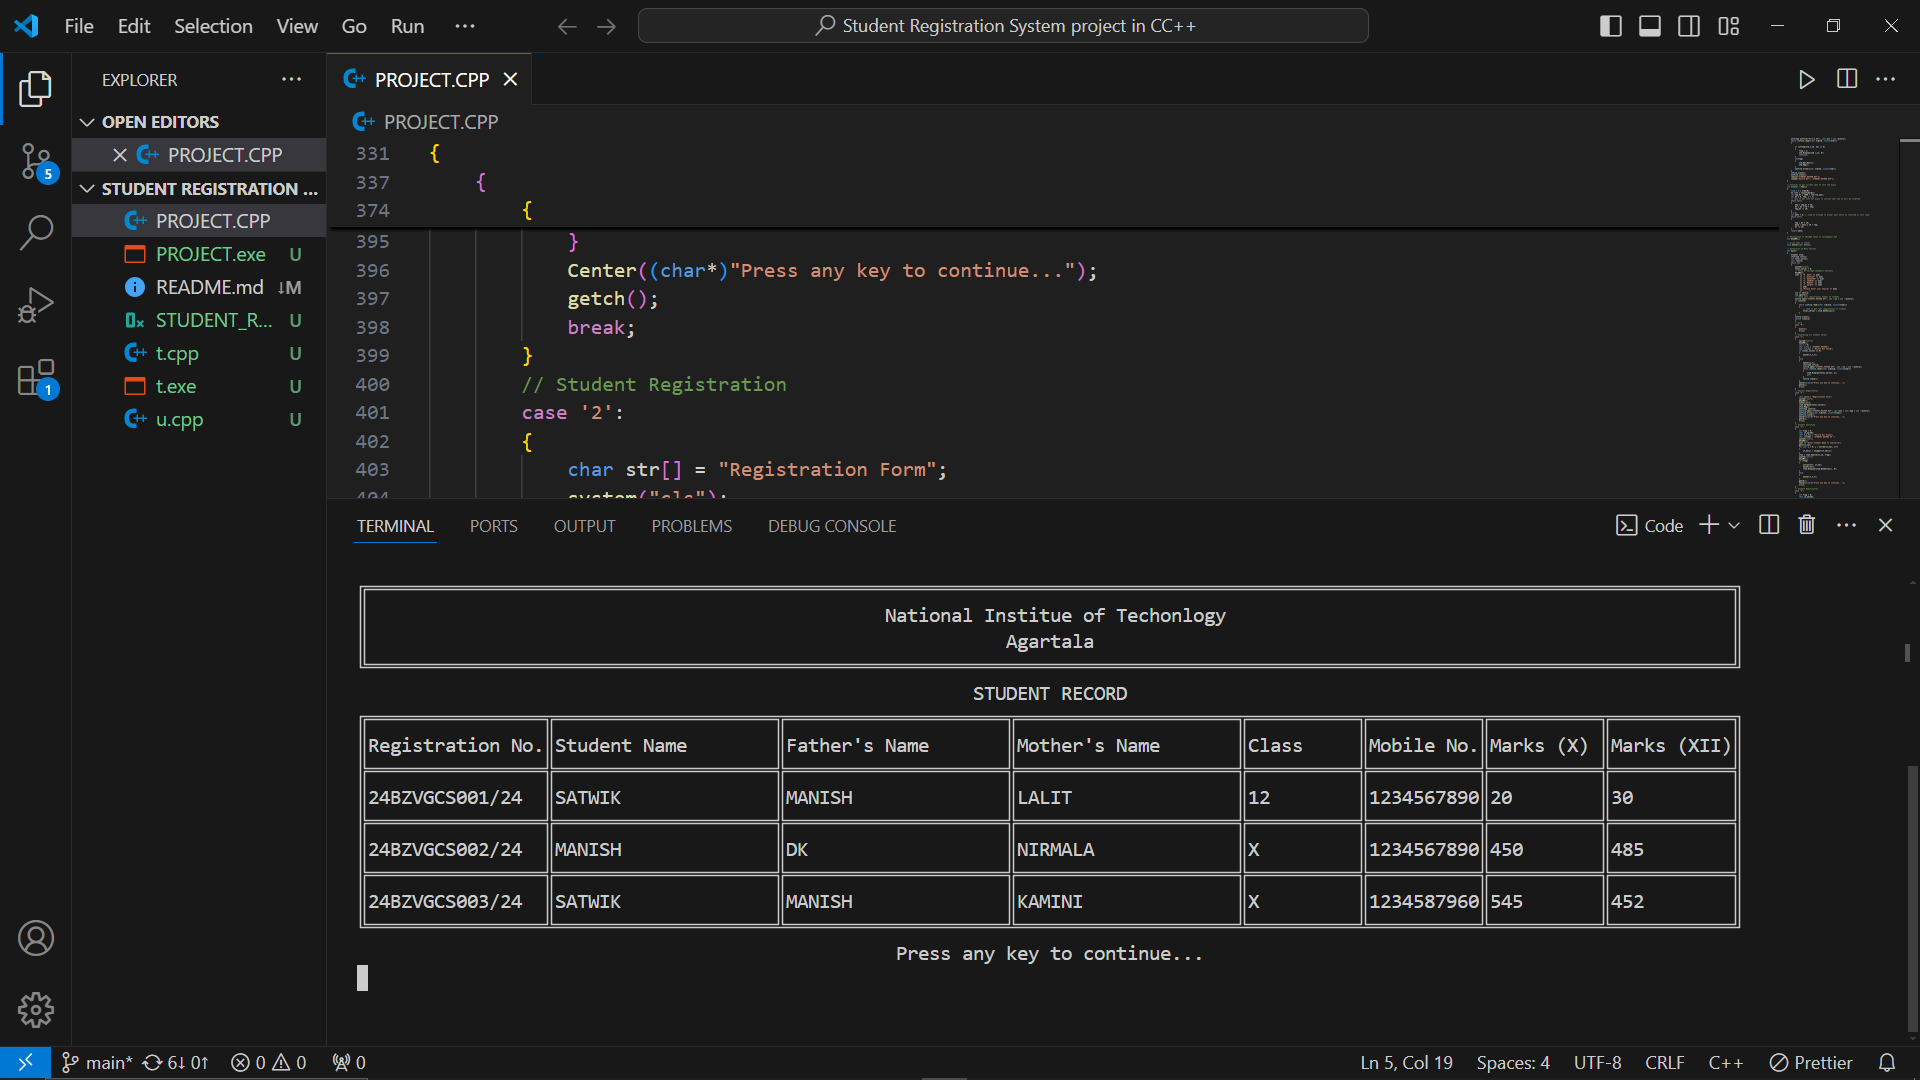 File Edit Selection View Go Run ... Student Registration System project in CC++
EXPLORER ...
OPEN EDITORS
PROJECT.CPP
STUDENT REGISTRATION ...
PROJECT.CPP
PROJECT.exe U
README.md ↓M
STUDENT_R... U
t.cpp U
t.exe U
u.cpp U
5
1
PROJECT.CPP
PROJECT.CPP
331 {
337 {
374 {
395 }
396 Center((char*)"Press any key to continue...");
397 getch();
398 break;
399 }
400 // Student Registration
401 case '2':
402 {
403 char str[] = "Registration Form";
404 system("cls");
TERMINAL PORTS OUTPUT PROBLEMS DEBUG CONSOLE Code
National Institue of Techonlogy
Agartala
STUDENT RECORD
Registration No. Student Name Father's Name Mother's Name Class Mobile No. Marks (X) Marks (XII)
24BZVGCS001/24 SATWIK MANISH LALIT 12 1234567890 20 30
24BZVGCS002/24 MANISH DK NIRMALA X 1234567890 450 485
24BZVGCS003/24 SATWIK MANISH KAMINI X 1234587960 545 452
Press any key to continue...
main* 6↓ 0↑ 0 0 0 Ln 5, Col 19 Spaces: 4 UTF-8 CRLF C++ Prettier